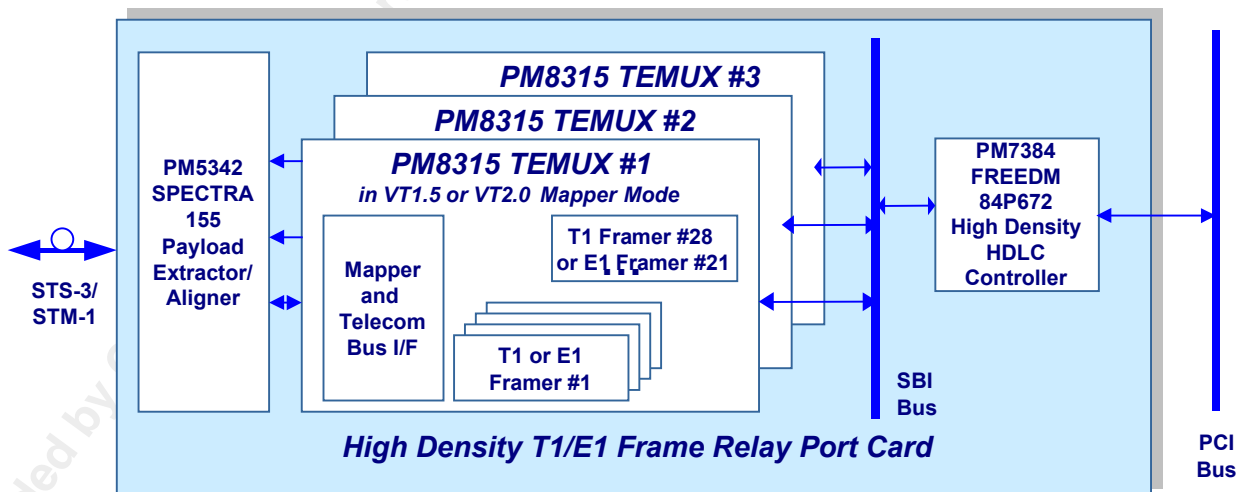 PM8315 TEMUX #3
PM8315 TEMUX #2
PM8315 TEMUX #1
in VT1.5 or VT2.0 Mapper Mode
PM5342
SPECTRA
155
Payload
Extractor/
Aligner
STS-3/
STM-1
Mapper
and
Telecom
Bus I/F
T1 Framer #28
or E1 Framer #21
T1 or E1
Framer #1
PM7384
FREEDM
84P672
High Density
HDLC
Controller
SBI
Bus
PCI
Bus
High Density T1/E1 Frame Relay Port Card
ded by